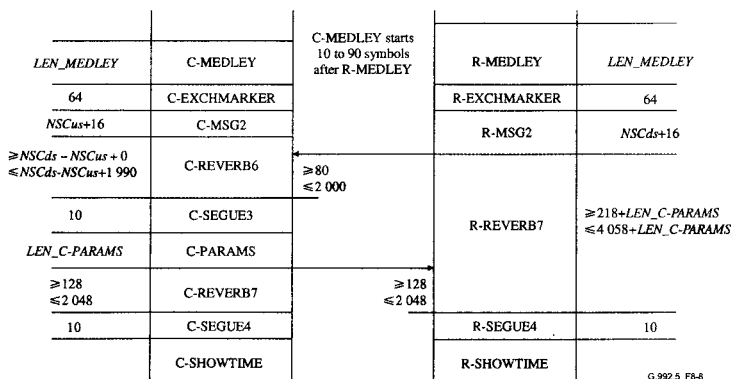 C-MEDLEY starts
10 to 90 symbols
after R-MEDLEY
LEN_MEDLEY C-MEDLEY R-MEDLEY LEN_MEDLEY
64 C-EXCHMARKER R-EXCHMARKER 64
NSCus+16 C-MSG2 R-MSG2 NSCds+16
≥NSCds – NSCus + 0
≤NSCds-NSCus+1 990
C-REVERB6
≥80
≤2 000
10 C-SEGUE3
R-REVERB7
≥218+LEN_C-PARAMS
≤4 058+LEN_C-PARAMS
LEN_C-PARAMS C-PARAMS
≥128
≤2 048
C-REVERB7
≥128
≤2 048
10 C-SEGUE4 R-SEGUE4 10
C-SHOWTIME R-SHOWTIME
G.992.5_F8-8